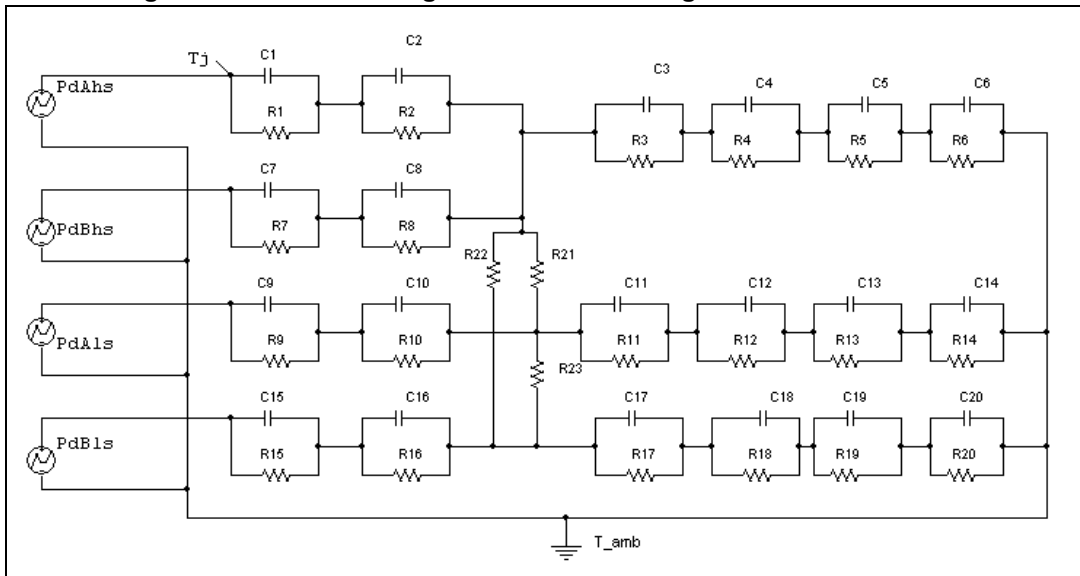 C2
Tj C1 C3 C4 C5 C6
PdAhs
R1 R2 R3 R4 R5 R6
C7 C8
PdBhs R7 R8
R22 R21
C9 C10 C11 C12 C13 C14
PdAls R9 R10 R11 R12 R13 R14
R23
C15 C16 C17 C18 C19 C20
PdBls R15 R16 R17 R18 R19 R20
T_amb